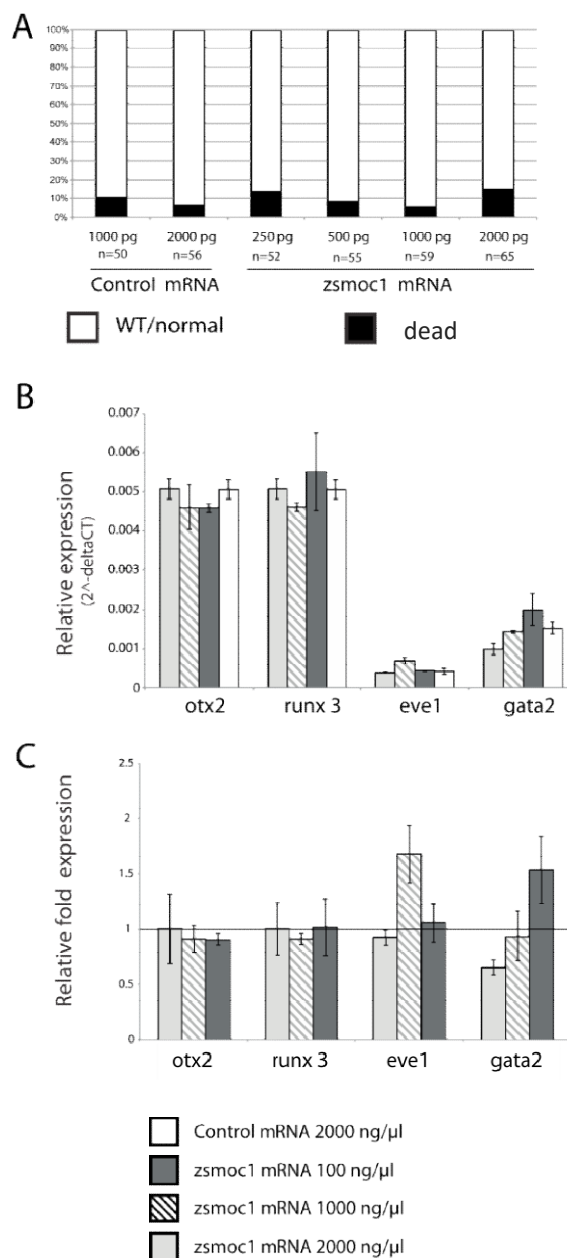 A
100%
90%
80%
70%
60%
50%
40%
30%
20%
10%
0%
1000 pg 2000 pg 250 pg 500 pg 1000 pg 2000 pg
n=50 n=56 n=52 n=55 n=59 n=65
Control mRNA zsmoc1 mRNA
WT/normal dead
B
Relative expression
(2^-deltaCT)
0.007
0.006
0.005
0.004
0.003
0.002
0.001
0
otx2 runx 3 eve1 gata2
C
Relative fold expression
2.5
2
1.5
1
0.5
0
otx2 runx 3 eve1 gata2
Control mRNA 2000 ng/μl
zsmoc1 mRNA 100 ng/μl
zsmoc1 mRNA 1000 ng/μl
zsmoc1 mRNA 2000 ng/μl